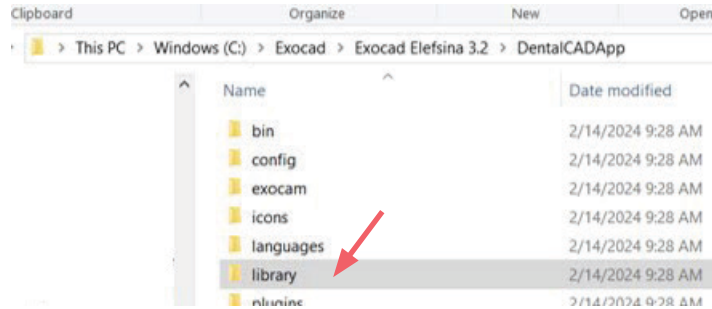 Clipboard Organize New Open
> This PC > Windows (C:) > Exocad > Exocad Elefsina 3.2 > DentalCADApp
Name Date modified
bin 2/14/2024 9:28 AM
config 2/14/2024 9:28 AM
exocam 2/14/2024 9:28 AM
icons 2/14/2024 9:28 AM
languages 2/14/2024 9:28 AM
library 2/14/2024 9:28 AM
plugins 2/14/2024 9:28 AM